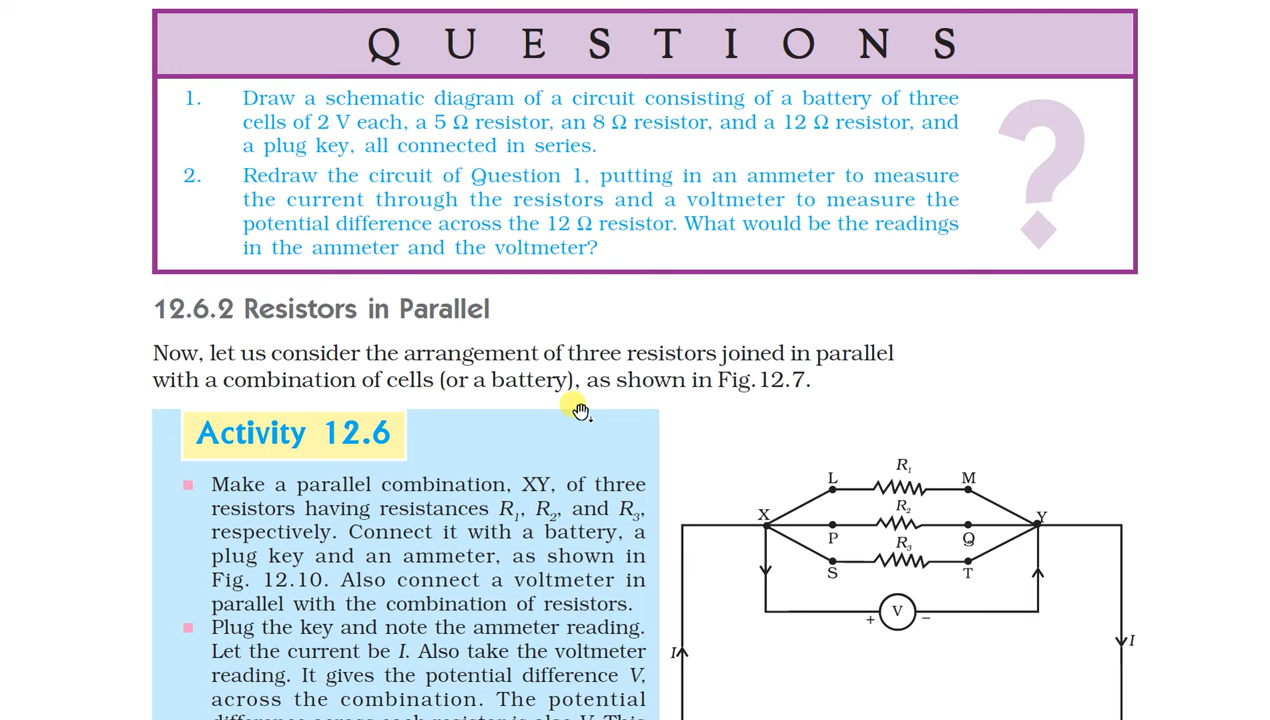 QUESTIONS
1. Draw a schematic diagram of a circuit consisting of a battery of three
cells of 2 V each, a 5 Ω resistor, an 8 Ω resistor, and a 12 Ω resistor, and
a plug key, all connected in series.
2. Redraw the circuit of Question 1, putting in an ammeter to measure
the current through the resistors and a voltmeter to measure the
potential difference across the 12 Ω resistor. What would be the readings
in the ammeter and the voltmeter?
?
12.6.2 Resistors in Parallel
Now, let us consider the arrangement of three resistors joined in parallel
with a combination of cells (or a battery), as shown in Fig.12.7.
Activity 12.6
Make a parallel combination, XY, of three
resistors having resistances R1, R2, and R3,
respectively. Connect it with a battery, a
plug key and an ammeter, as shown in
Fig. 12.10. Also connect a voltmeter in
parallel with the combination of resistors.
Plug the key and note the ammeter reading.
Let the current be I. Also take the voltmeter
reading. It gives the potential difference V,
across the combination. The potential
difference across each resistor is also V. This
R1
L M
R2
X Y
P Q
R3
S T
V
+ −
I I